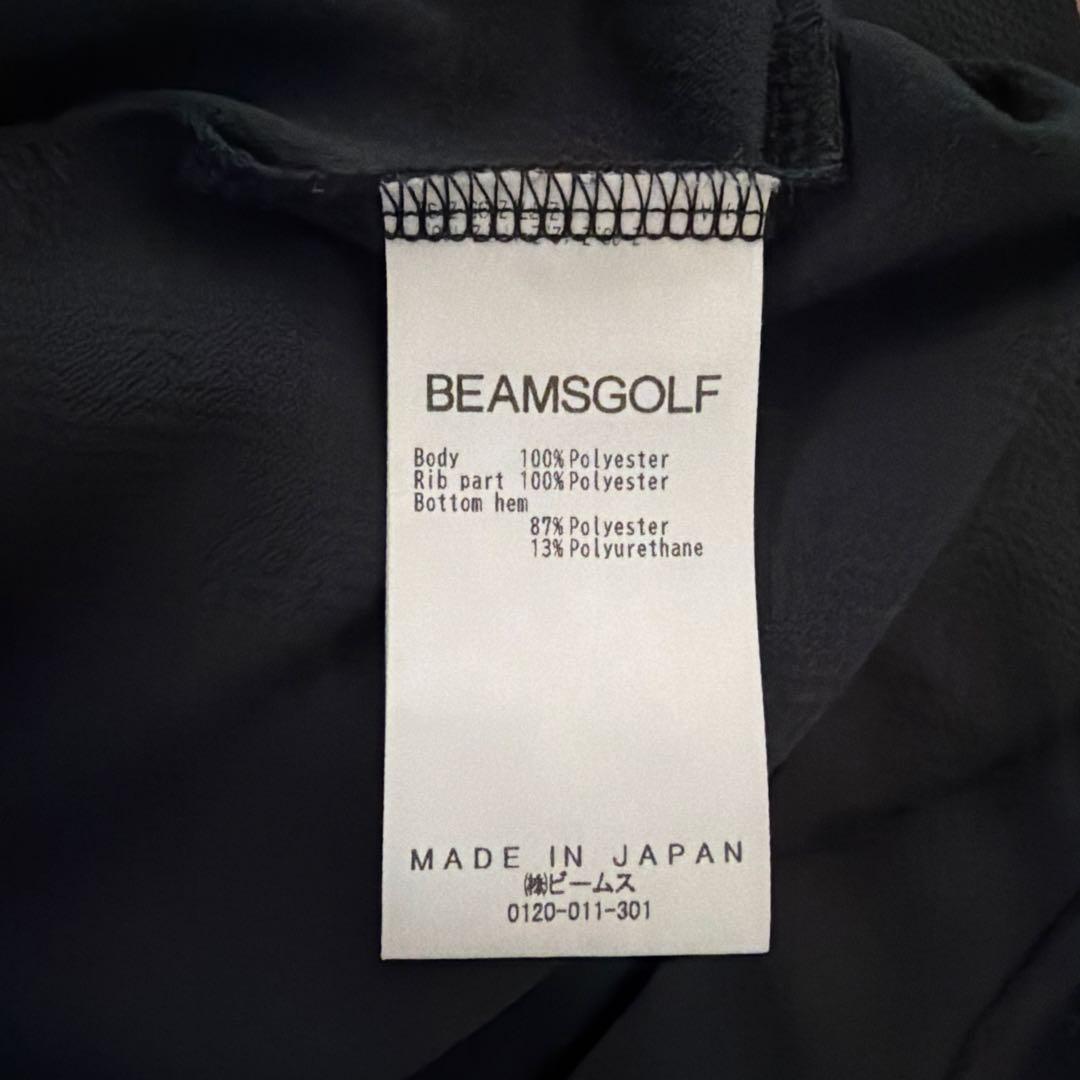 BEAMSGOLF
Body 100% Polyester
Rib part 100% Polyester
Bottom hem
87% Polyester
13% Polyurethane
MADE IN JAPAN
㈱ビームス
0120-011-301